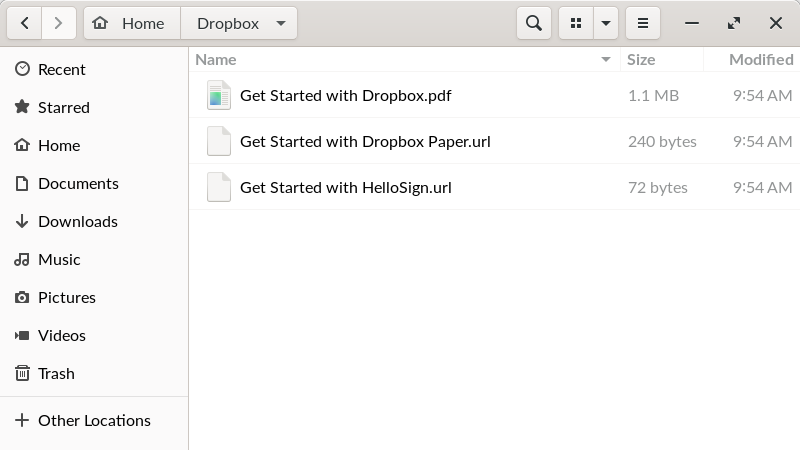 Home Dropbox
Name Size Modified
Recent
Starred
Home
Documents
Downloads
Music
Pictures
Videos
Trash
Other Locations
Get Started with Dropbox.pdf 1.1 MB 9:54 AM
Get Started with Dropbox Paper.url 240 bytes 9:54 AM
Get Started with HelloSign.url 72 bytes 9:54 AM